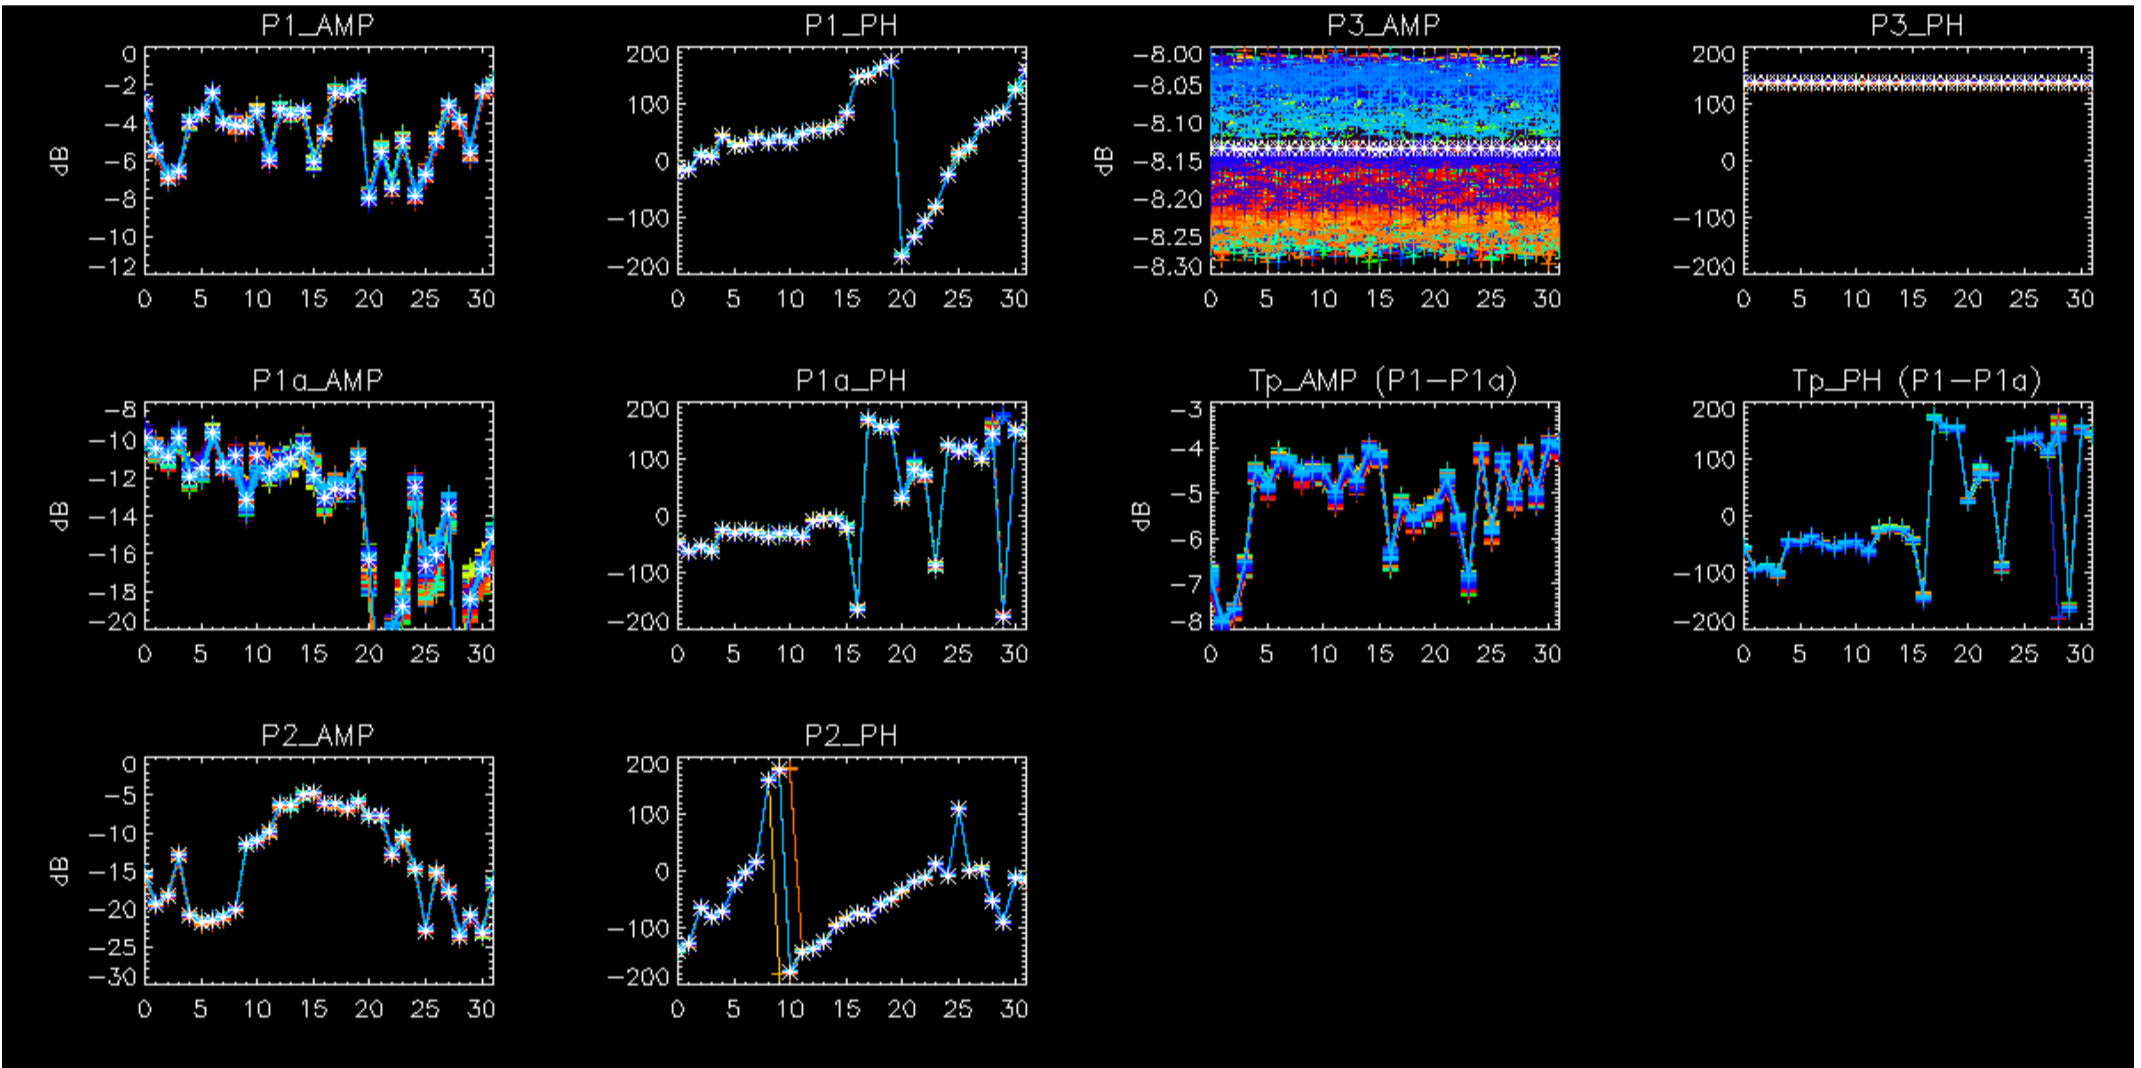 P1_AMP
dB
0
−2
−4
−6
−8
−10
−12
0 5 10 15 20 25 30
P1_PH
200
100
0
−100
−200
0 5 10 15 20 25 30
P3_AMP
dB
−8.00
−8.05
−8.10
−8.15
−8.20
−8.25
−8.30
0 5 10 15 20 25 30
P3_PH
200
100
0
−100
−200
0 5 10 15 20 25 30
P1a_AMP
dB
−8
−10
−12
−14
−16
−18
−20
0 5 10 15 20 25 30
P1a_PH
200
100
0
−100
−200
0 5 10 15 20 25 30
Tp_AMP (P1−P1a)
dB
−3
−4
−5
−6
−7
−8
0 5 10 15 20 25 30
Tp_PH (P1−P1a)
200
100
0
−100
−200
0 5 10 15 20 25 30
P2_AMP
dB
0
−5
−10
−15
−20
−25
−30
0 5 10 15 20 25 30
P2_PH
200
100
0
−100
−200
0 5 10 15 20 25 30